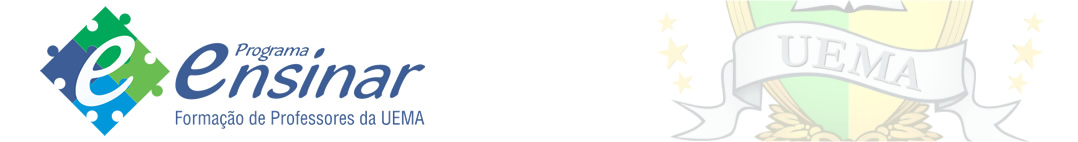 e
Programa
ensinar
Formação de Professores da UEMA
UEMA